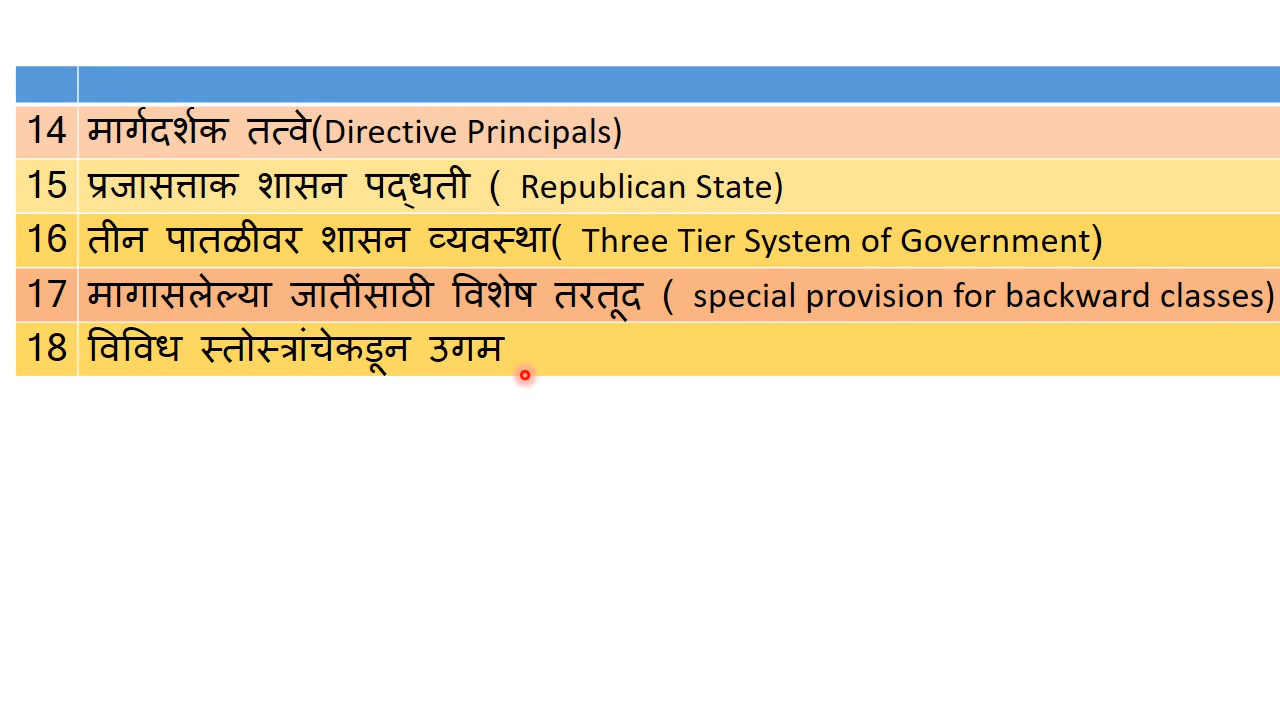 14 मार्गदर्शक तत्वे(Directive Principals)
15 प्रजासत्ताक शासन पद्धती ( Republican State)
16 तीन पातळीवर शासन व्यवस्था( Three Tier System of Government)
17 मागासलेल्या जातींसाठी विशेष तरतूद ( special provision for backward classes)
18 विविध स्तोस्त्रांचेकडून उगम